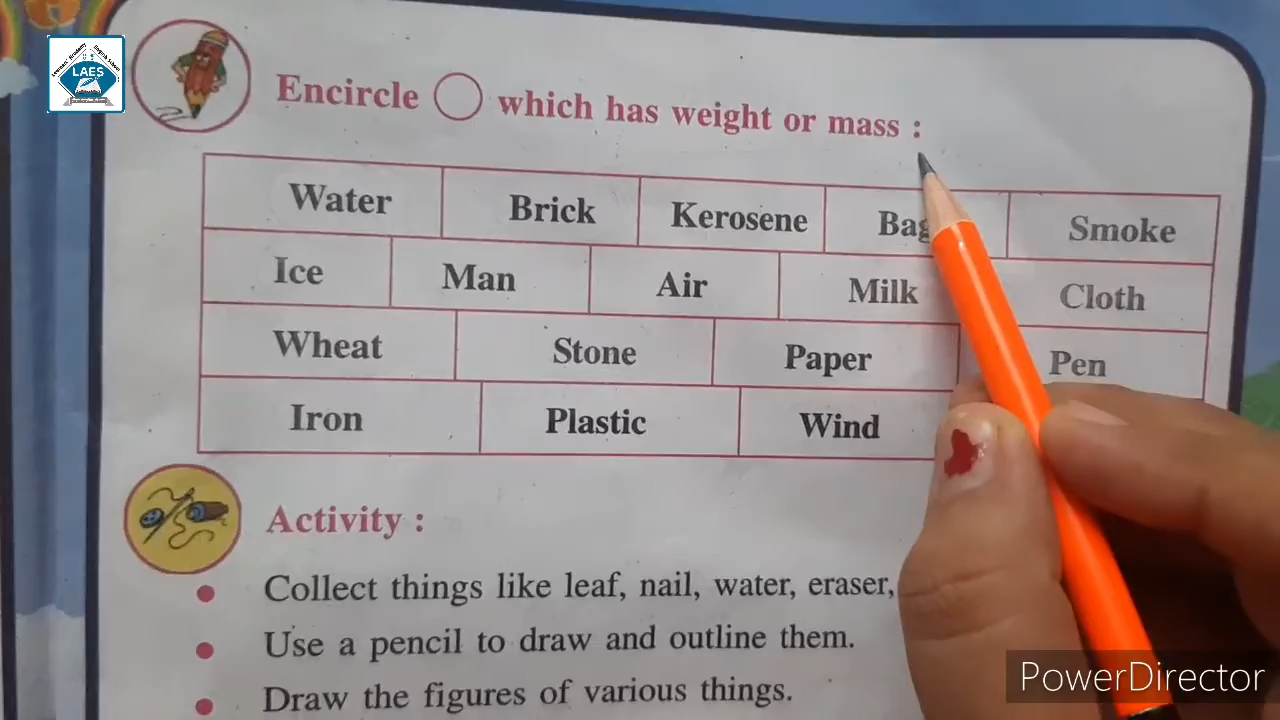 LAES
Encircle which has weight or mass :
Water Brick Kerosene Bag Smoke
Ice Man Air Milk Cloth
Wheat Stone Paper Pen
Iron Plastic Wind
Activity :
• Collect things like leaf, nail, water, eraser,
• Use a pencil to draw and outline them.
• Draw the figures of various things.
PowerDirector